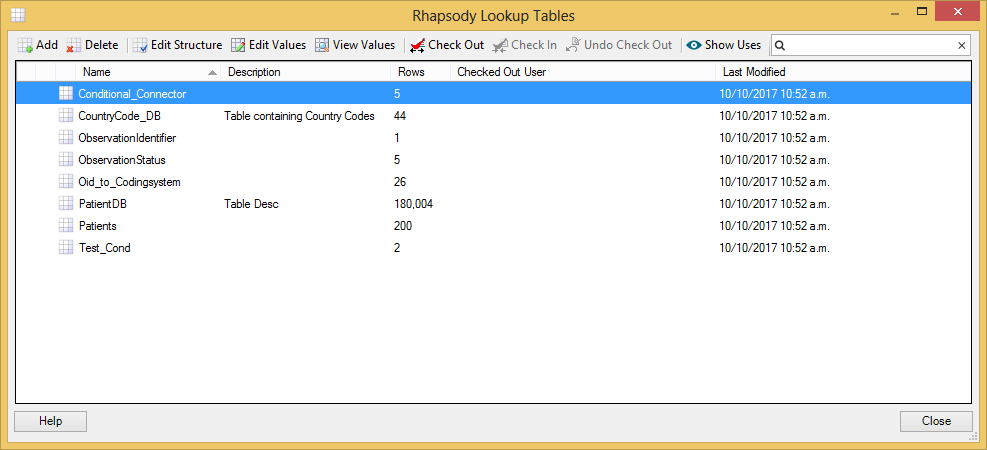 Rhapsody Lookup Tables
Add Delete Edit Structure Edit Values View Values Check Out Check In Undo Check Out Show Uses
Name Description Rows Checked Out User Last Modified
Conditional_Connector 5 10/10/2017 10:52 a.m.
CountryCode_DB Table containing Country Codes 44 10/10/2017 10:52 a.m.
ObservationIdentifier 1 10/10/2017 10:52 a.m.
ObservationStatus 5 10/10/2017 10:52 a.m.
Oid_to_Codingsystem 26 10/10/2017 10:52 a.m.
PatientDB Table Desc 180,004 10/10/2017 10:52 a.m.
Patients 200 10/10/2017 10:52 a.m.
Test_Cond 2 10/10/2017 10:52 a.m.
Help Close